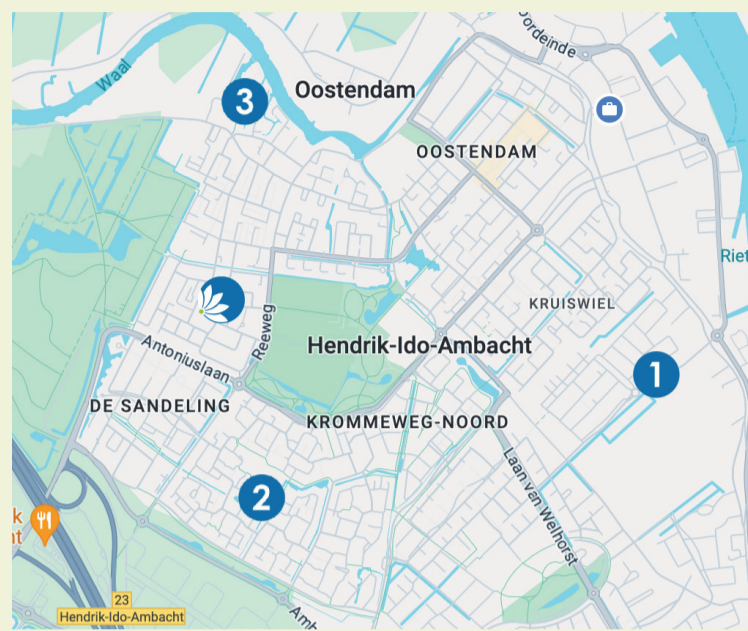 Oordeinde
Waal
3
Oostendam
OOSTENDAM
Riet
KRUISWIEL
Reeweg
Hendrik-Ido-Ambacht
Antoniuslaan
1
DE SANDELING
KROMMEWEG-NOORD
Laan van Welhorst
2
k
nt
23
Hendrik-Ido-Ambacht
Amb